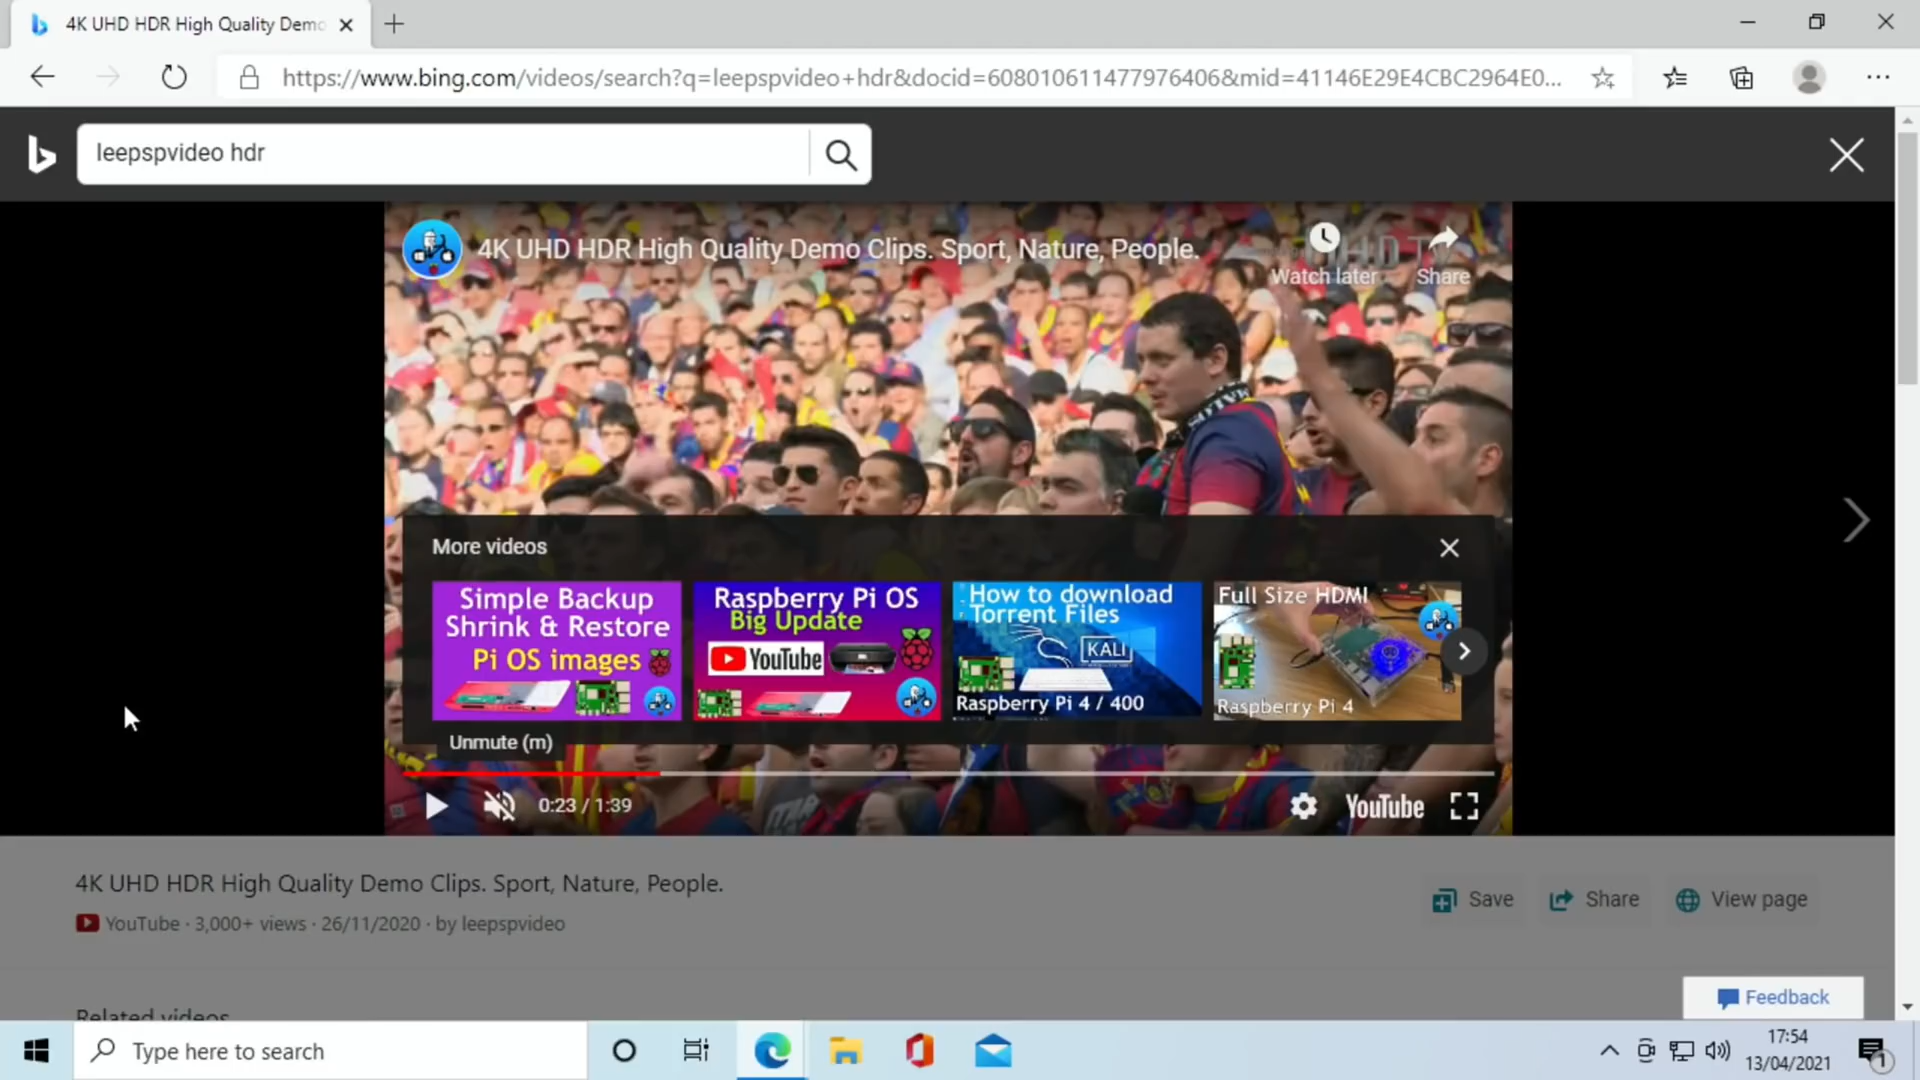 4K UHD HDR High Quality Demo
https://www.bing.com/videos/search?q=leepspvideo+hdr&docid=608010611477976406&mid=41146E29E4CBC2964E0...
leepspvideo hdr
4K UHD HDR High Quality Demo Clips. Sport, Nature, People.
Watch later
Share
More videos
Simple Backup
Shrink & Restore
Pi OS images
Raspberry Pi OS
Big Update
YouTube
How to download
Torrent Files
KALI
Raspberry Pi 4 / 400
Full Size HDMI
Raspberry Pi 4
Unmute (m)
0:23 / 1:39
YouTube
4K UHD HDR High Quality Demo Clips. Sport, Nature, People.
YouTube · 3,000+ views · 26/11/2020 · by leepspvideo
Save
Share
View page
Related videos
Feedback
Type here to search
17:54
13/04/2021
1